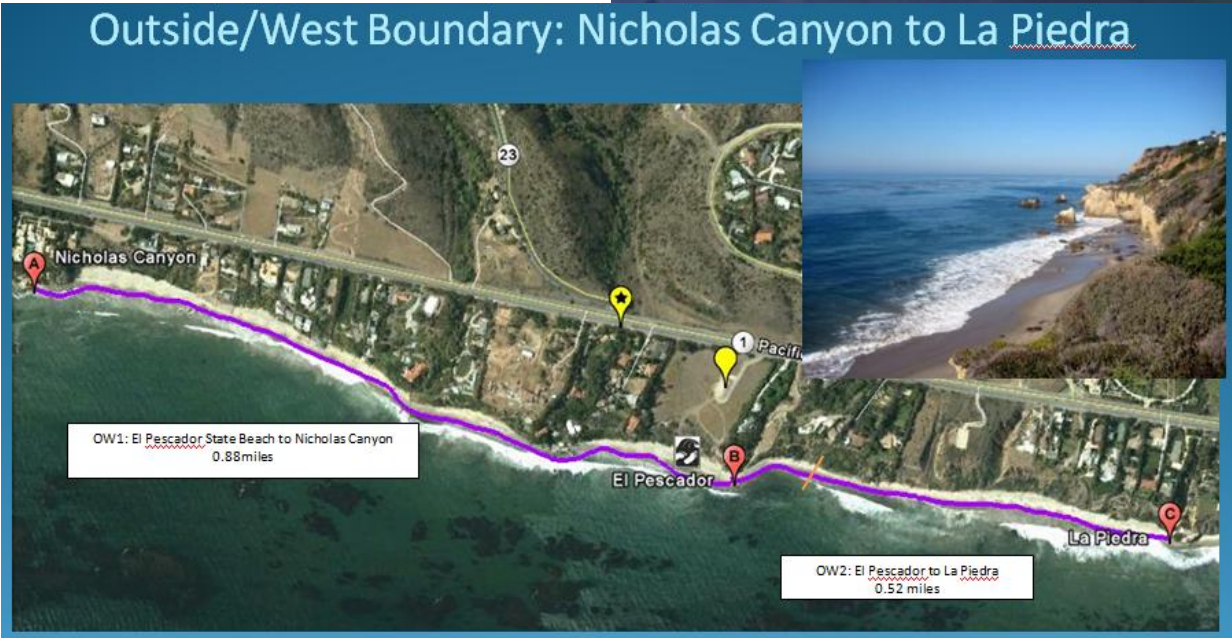 Outside/West Boundary: Nicholas Canyon to La Piedra
23
A
Nicholas Canyon
1
Pacific
OW1: El Pescador State Beach to Nicholas Canyon
0.88miles
B
El Pescador
C
La Piedra
OW2: El Pescador to La Piedra
0.52 miles